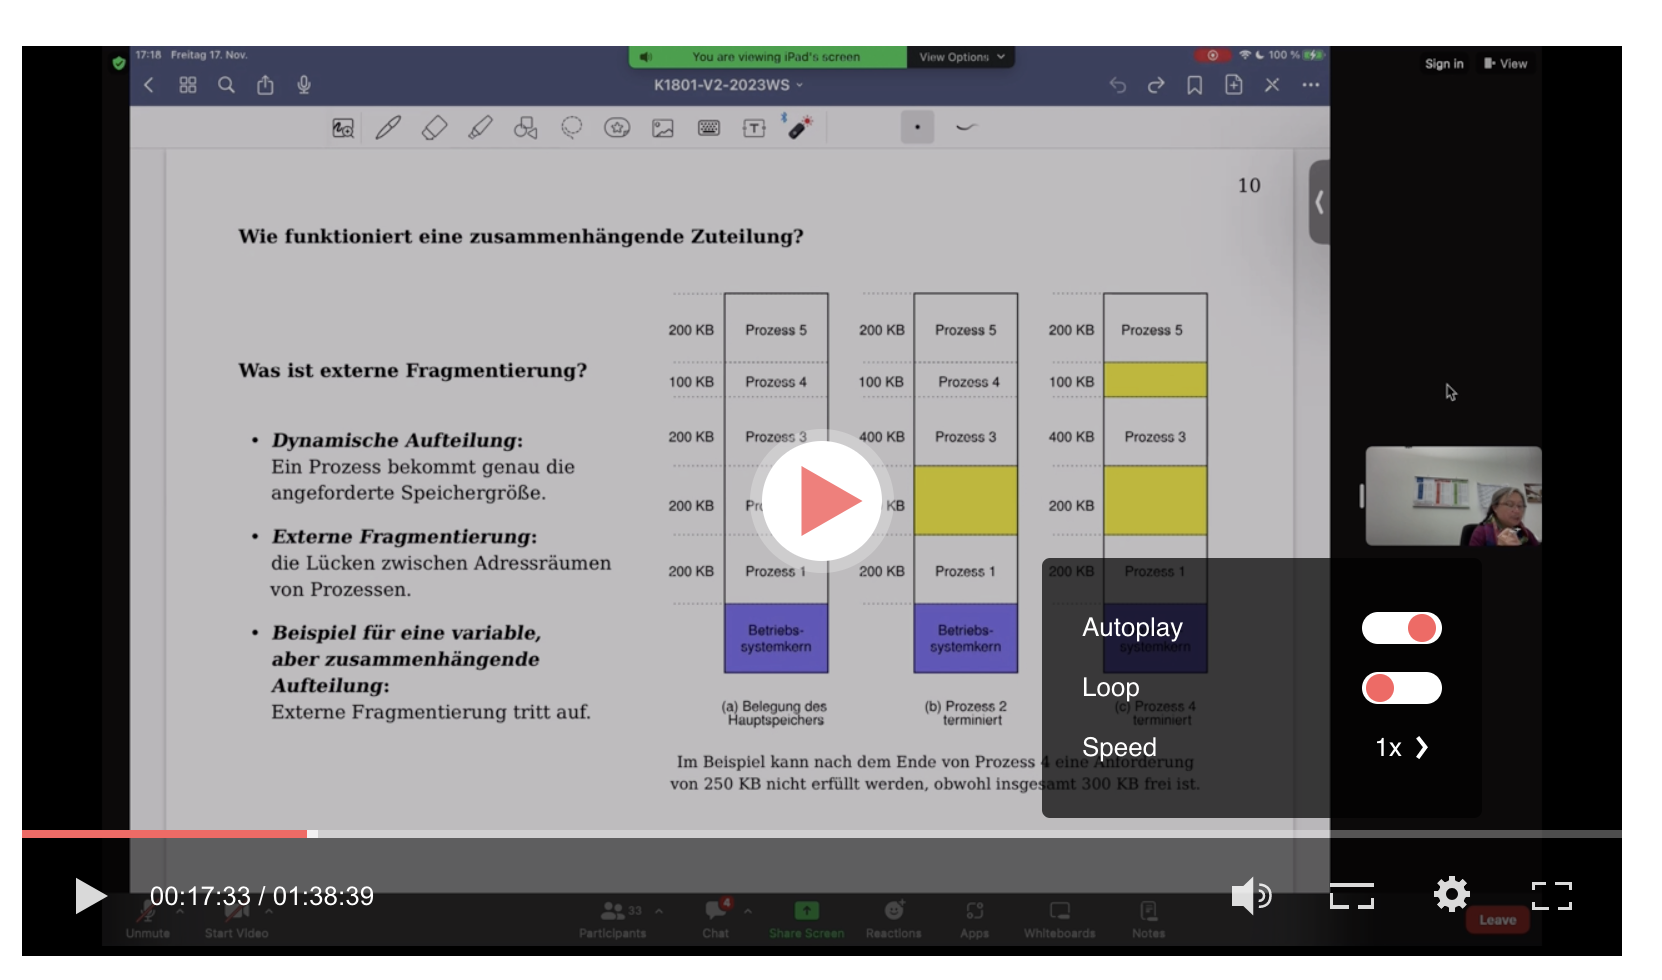 17:18 Freitag 17. Nov.
You are viewing iPad's screen
View Options
100 %
Sign in
View
K1801-V2-2023WS
10
Wie funktioniert eine zusammenhängende Zuteilung?
Was ist externe Fragmentierung?
• Dynamische Aufteilung:
Ein Prozess bekommt genau die
angeforderte Speichergröße.
• Externe Fragmentierung:
die Lücken zwischen Adressräumen
von Prozessen.
• Beispiel für eine variable,
aber zusammenhängende
Aufteilung:
Externe Fragmentierung tritt auf.
200 KB Prozess 5 200 KB Prozess 5 200 KB Prozess 5
100 KB Prozess 4 100 KB Prozess 4 100 KB
200 KB Prozess 3 400 KB Prozess 3 400 KB Prozess 3
200 KB KB 200 KB
200 KB Prozess 1 200 KB Prozess 1 200 KB Prozess 1
Betriebs- Betriebs-
systemkern systemkern systemkern
(a) Belegung des (b) Prozess 2 (c) Prozess 4
Hauptspeichers terminiert terminiert
Im Beispiel kann nach dem Ende von Prozess 4 eine Anforderung
von 250 KB nicht erfüllt werden, obwohl insgesamt 300 KB frei ist.
Autoplay
Loop
Speed 1x
00:17:33 / 01:38:39
33
4
Unmute
Start Video
Participants
Chat
Share Screen
Reactions
Apps
Whiteboards
Notes
Leave